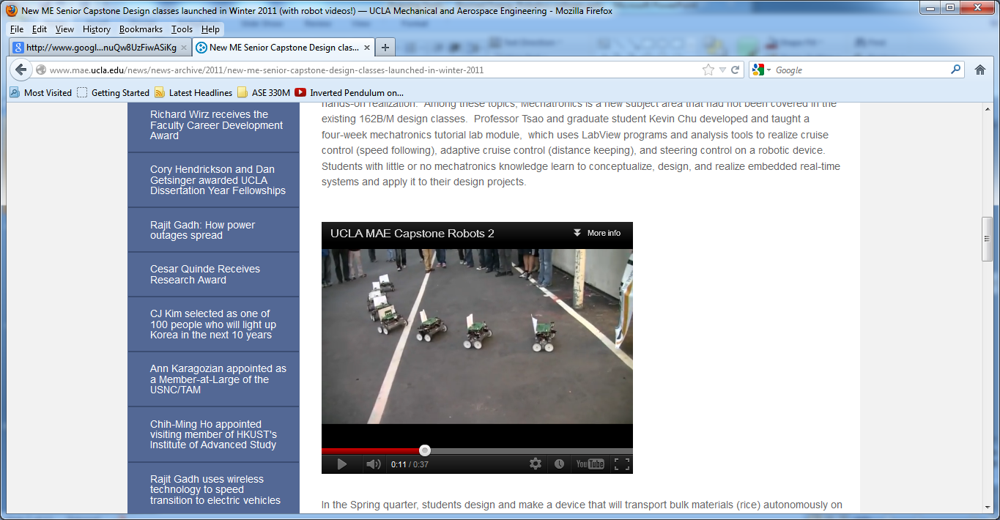 New ME Senior Capstone Design classes launched in Winter 2011 (with robot videos!) — UCLA Mechanical and Aerospace Engineering - Mozilla Firefox
File Edit View History Bookmarks Tools Help
http://www.googl...nuQw8UzFiwASiKg
New ME Senior Capstone Design clas...
www.mae.ucla.edu/news/news-archive/2011/new-me-senior-capstone-design-classes-launched-in-winter-2011
Google
Most Visited Getting Started Latest Headlines ASE 330M Inverted Pendulum on...
Richard Wirz receives the
Faculty Career Development
Award
Cory Hendrickson and Dan
Getsinger awarded UCLA
Dissertation Year Fellowships
Rajit Gadh: How power
outages spread
Cesar Quinde Receives
Research Award
CJ Kim selected as one of
100 people who will light up
Korea in the next 10 years
Ann Karagozian appointed as
a Member-at-Large of the
USNC/TAM
Chih-Ming Ho appointed
visiting member of HKUST's
Institute of Advanced Study
Rajit Gadh uses wireless
technology to speed
transition to electric vehicles
hands-on realization. Among these topics, Mechatronics is a new subject area that had not been covered in the
existing 162B/M design classes. Professor Tsao and graduate student Kevin Chu developed and taught a
four-week mechatronics tutorial lab module, which uses LabView programs and analysis tools to realize cruise
control (speed following), adaptive cruise control (distance keeping), and steering control on a robotic device.
Students with little or no mechatronics knowledge learn to conceptualize, design, and realize embedded real-time
systems and apply it to their design projects.
UCLA MAE Capstone Robots 2
More info
0:11 / 0:37
YouTube
In the Spring quarter, students design and make a device that will transport bulk materials (rice) autonomously on